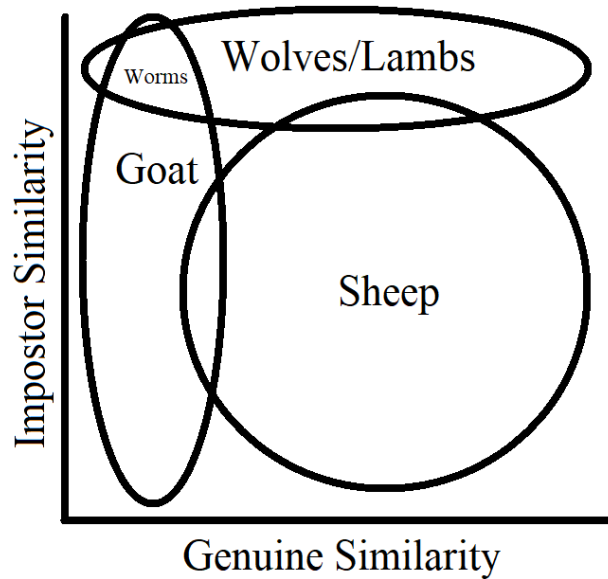 Wolves/Lambs
Worms
Goat
Sheep
Impostor Similarity
Genuine Similarity